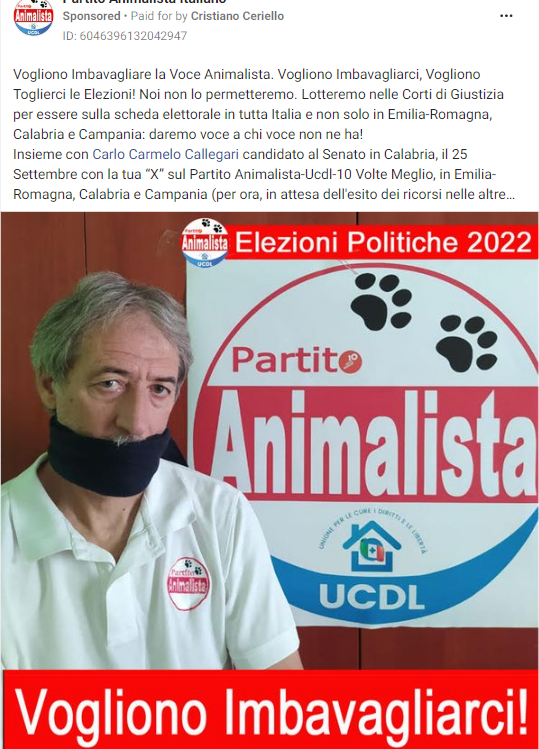 Partito Animalista Italiano
Sponsored • Paid for by Cristiano Ceriello
ID: 6046396132042947
Vogliono Imbavagliare la Voce Animalista. Vogliono Imbavagliarci, Vogliono
Toglierci le Elezioni! Noi non lo permetteremo. Lotteremo nelle Corti di Giustizia
per essere sulla scheda elettorale in tutta Italia e non solo in Emilia-Romagna,
Calabria e Campania: daremo voce a chi voce non ne ha!
Insieme con Carlo Carmelo Callegari candidato al Senato in Calabria, il 25
Settembre con la tua “X” sul Partito Animalista-Ucdl-10 Volte Meglio, in Emilia-
Romagna, Calabria e Campania (per ora, in attesa dell'esito dei ricorsi nelle altre...
Partito
Animalista
UCDL
Elezioni Politiche 2022
Partito
10
Animalista
UNIONE PER LE CURE I DIRITTI E LE LIBERTÀ
UCDL
Partito
Animalista
Vogliono Imbavagliarci!